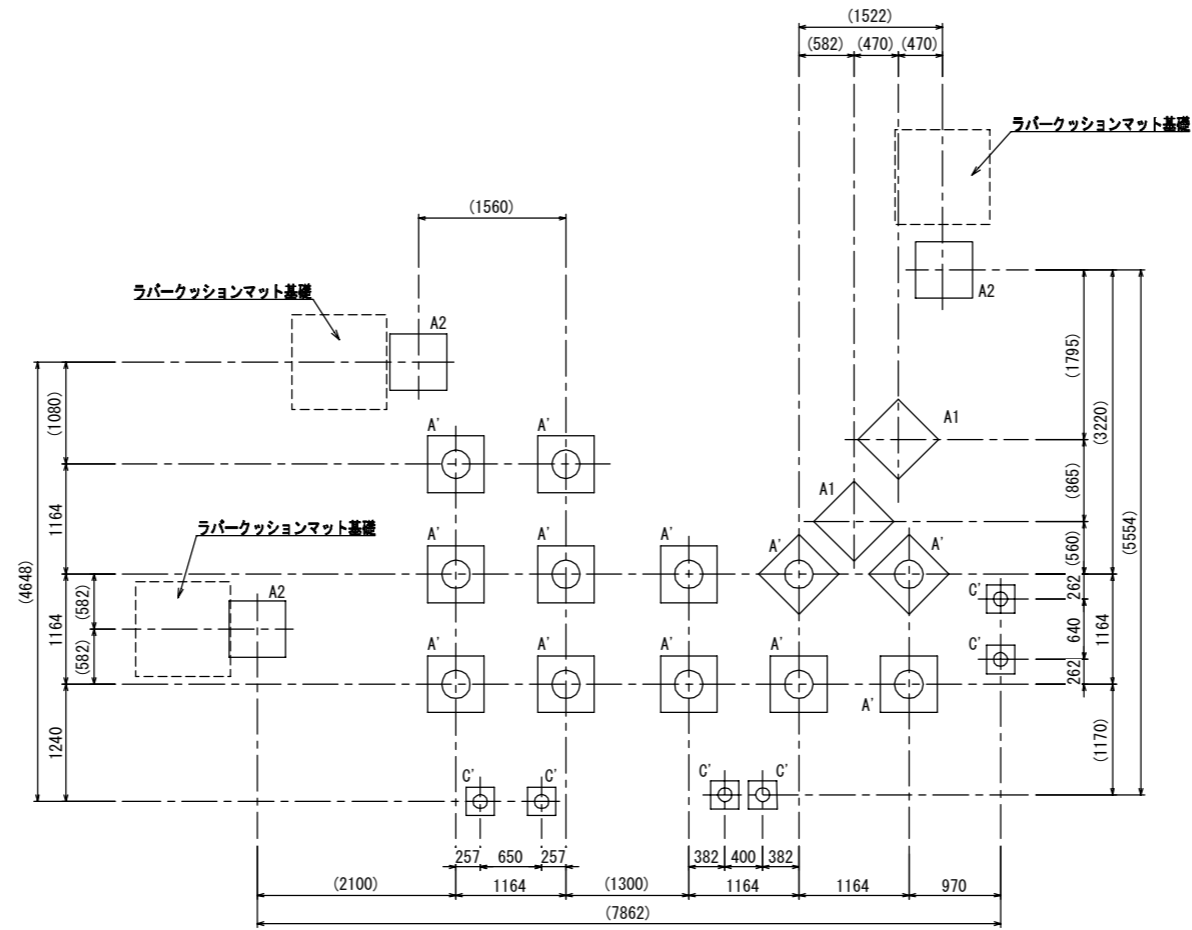 (1522)
(582)
(470)
(470)
ラバークッションマット基礎
(1560)
A2
ラバークッションマット基礎
A2
(1795)
(3220)
(5554)
(1080)
A1
A'
A'
(865)
A1
1164
(4648)
ラバークッションマット基礎
(560)
A'
A'
A'
A'
A'
262
C'
A2
(582)
1164
640
1164
C'
(582)
262
A'
A'
A'
A'
A'
1240
(1170)
C'
C'
C'
C'
257
650
257
382
400
382
(2100)
1164
(1300)
1164
1164
970
(7862)